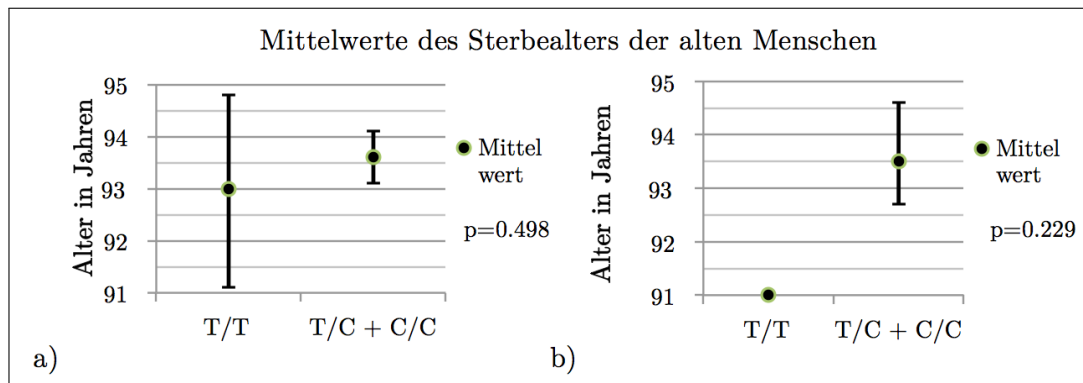 Mittelwerte des Sterbealters der alten Menschen
Alter in Jahren
95
94
93
92
91
T/T
T/C + C/C
Mittel
wert
p=0.498
a)
Alter in Jahren
95
94
93
92
91
T/T
T/C + C/C
Mittel
wert
p=0.229
b)